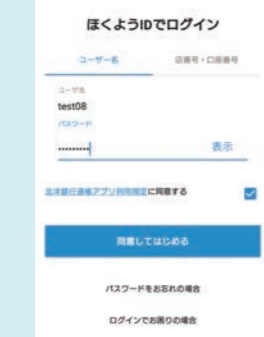 ほくようIDでログイン
ユーザー名 店番号・口座番号
ユーザ名
test08
パスワード
••••••••• 表示
北洋銀行通帳アプリ利用規定に同意する
同意してはじめる
パスワードをお忘れの場合
ログインでお困りの場合